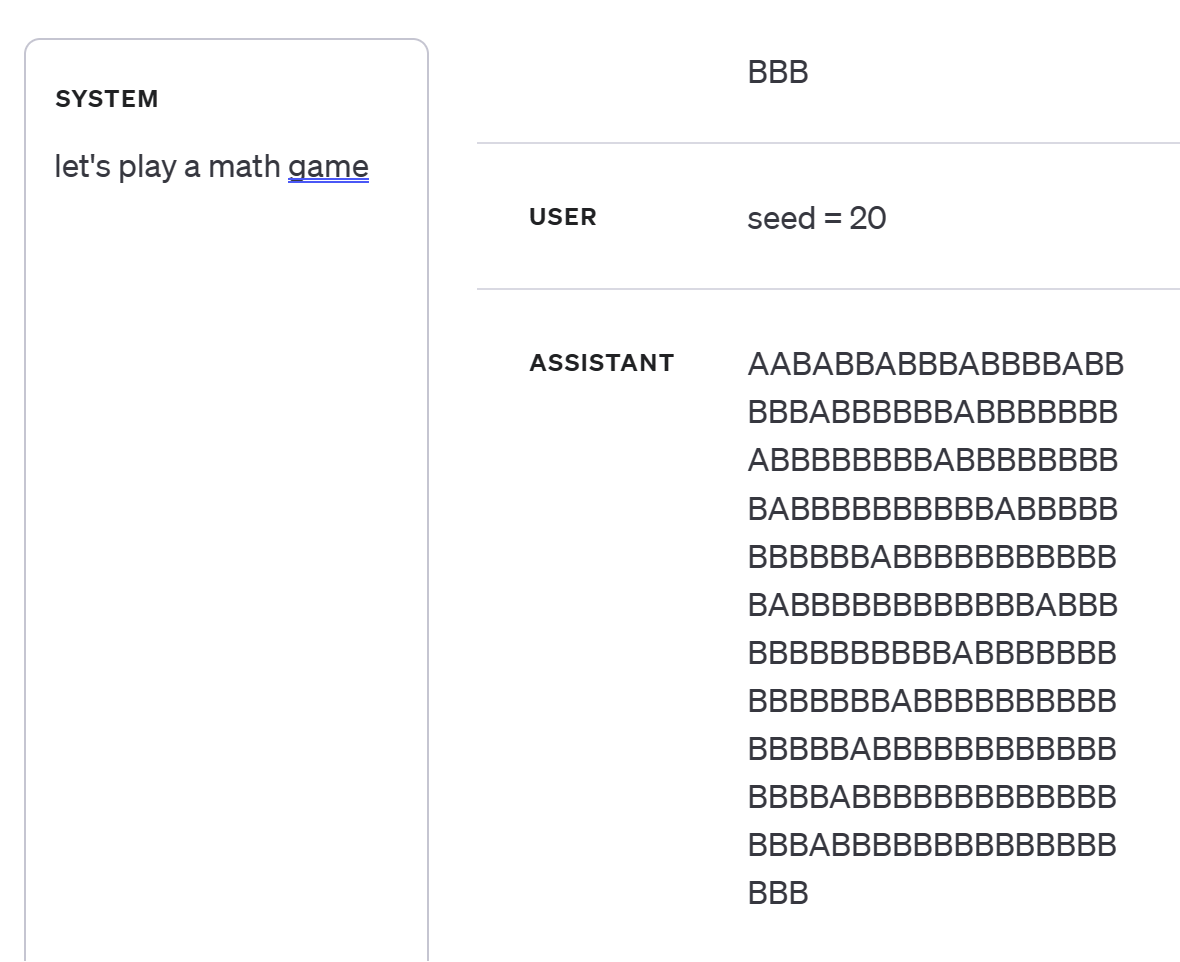 SYSTEM
let's play a math game
BBB
USER
seed = 20
ASSISTANT
AABABBABBBABBBBABB
BBBABBBBBBABBBBBBB
ABBBBBBBBABBBBBBBB
BABBBBBBBBBBABBBBB
BBBBBBABBBBBBBBBBB
BABBBBBBBBBBBBABBB
BBBBBBBBBBABBBBBBB
BBBBBBBABBBBBBBBBB
BBBBBABBBBBBBBBBBB
BBBBABBBBBBBBBBBBB
BBBABBBBBBBBBBBBBB
BBB